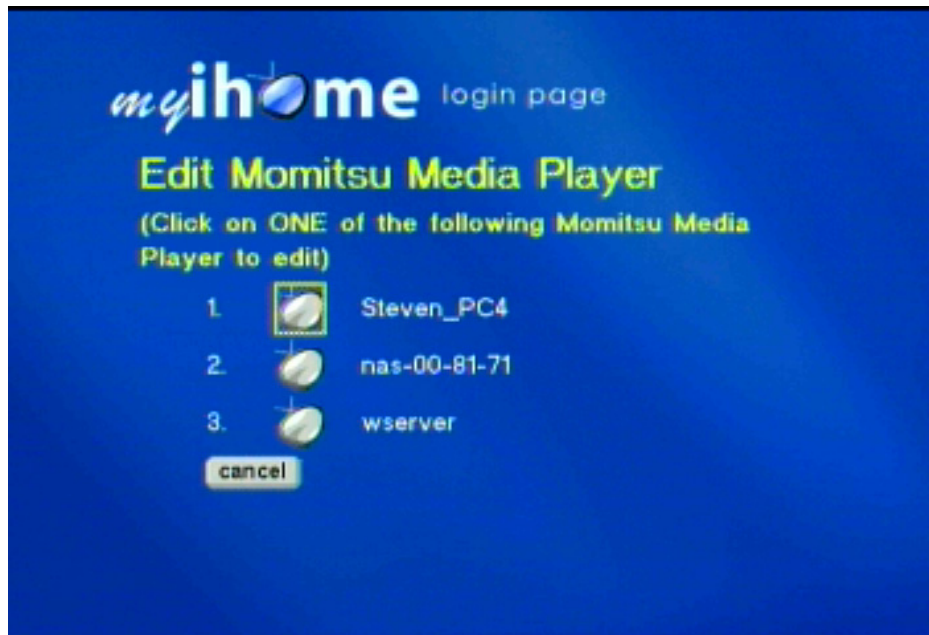 myihome login page
Edit Momitsu Media Player
(Click on ONE of the following Momitsu Media
Player to edit)
1. Steven_PC4
2. nas-00-81-71
3. wserver
cancel